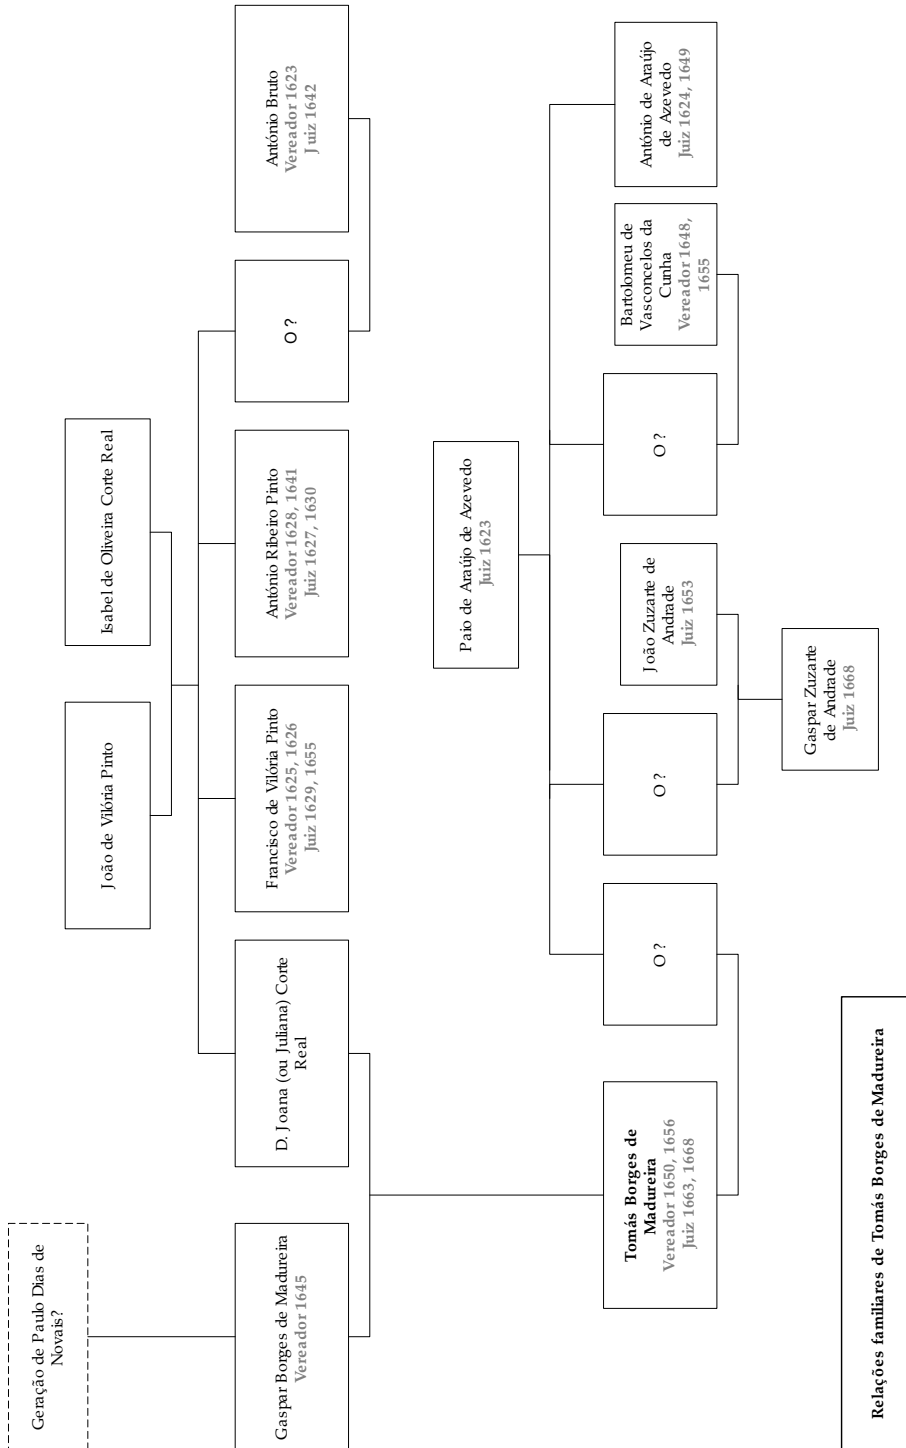 Geração de Paulo Dias de
Novais?
João de Vilória Pinto
Isabel de Oliveira Corte Real
Gaspar Borges de Madureira
Vereador 1645
D. Joana (ou Juliana) Corte
Real
Francisco de Vilória Pinto
Vereador 1625, 1626
Juiz 1629, 1655
António Ribeiro Pinto
Vereador 1628, 1641
Juiz 1627, 1630
O ?
António Bruto
Vereador 1623
Juiz 1642
Paio de Araújo de Azevedo
Juiz 1623
Tomás Borges de
Madureira
Vereador 1650, 1656
Juiz 1663, 1668
O ?
O ?
João Zuzarte de
Andrade
Juiz 1653
O ?
Bartolomeu de
Vasconcelos da
Cunha
Vereador 1648,
1655
António de Araújo
de Azevedo
Juiz 1624, 1649
Gaspar Zuzarte
de Andrade
Juiz 1668
Relações familiares de Tomás Borges de Madureira